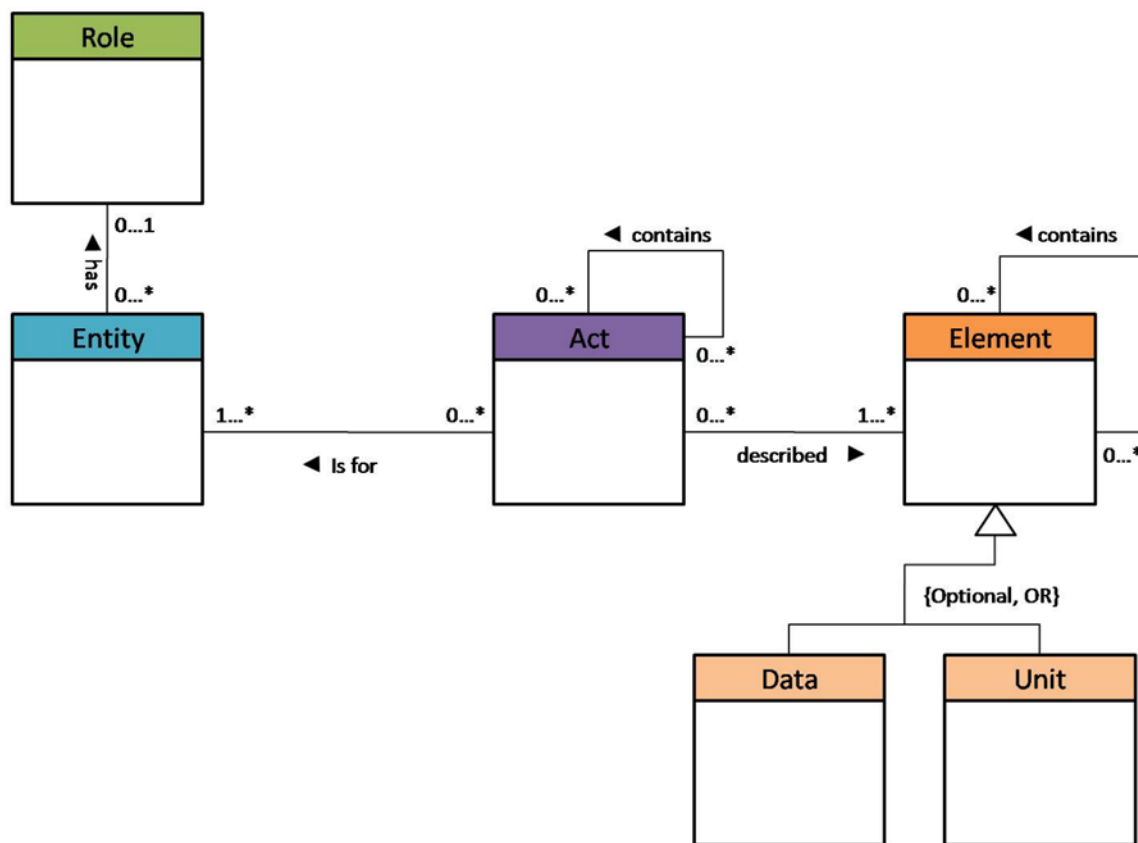 Role
0...1
◄ has
0...*
Entity
1...*
◄ Is for
◄ contains
0...*
Act
0...*
0...*
0...*
described ►
1...*
◄ contains
0...*
Element
0...*
{Optional, OR}
Data
Unit